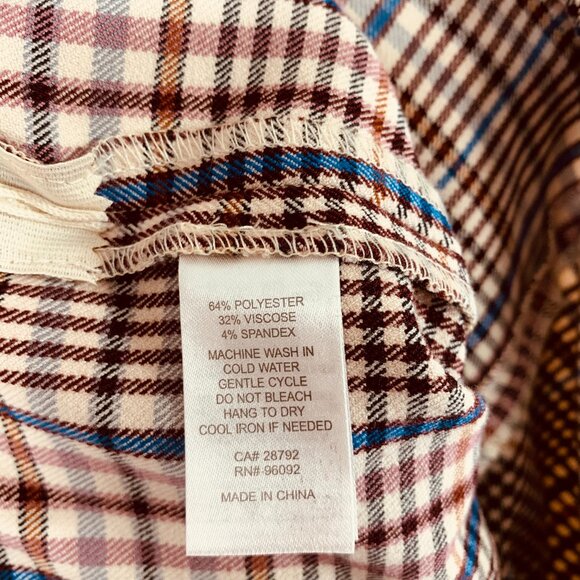 64% POLYESTER
32% VISCOSE
4% SPANDEX
MACHINE WASH IN
COLD WATER
GENTLE CYCLE
DO NOT BLEACH
HANG TO DRY
COOL IRON IF NEEDED
CA# 28792
RN# 96092
MADE IN CHINA